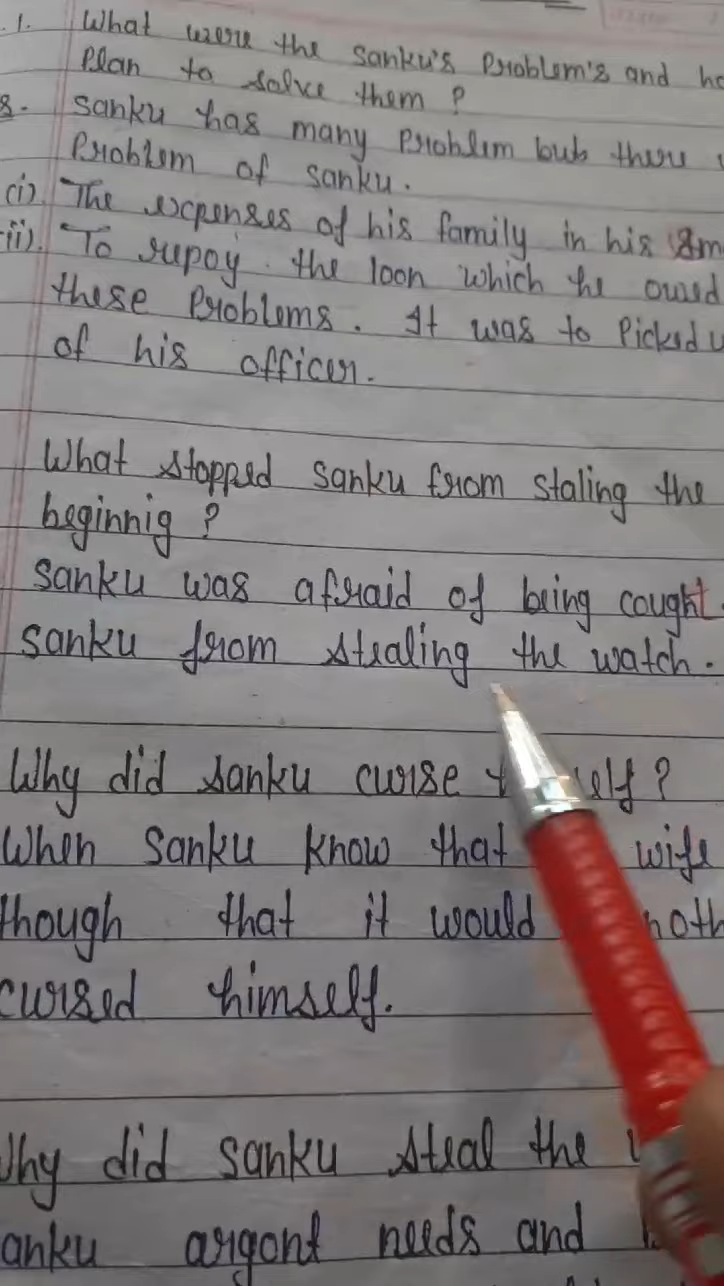 1. What were the Sanku's Problem's and
Plan to solve them ?
Sanku has many Problem but there
Problem of sanku.
(i) The expenses of his family in his
ii). To repay the loon which he owed
these Problems. It was to Picked
of his officer.
What stopped Sanku from staling the
beginnig ?
Sanku was afraid of being caught.
Sanku from stealing the watch.
Why did sanku curse
When Sanku know that wife
though that it would
cursed himself.
did sanku steal the
argont needs and